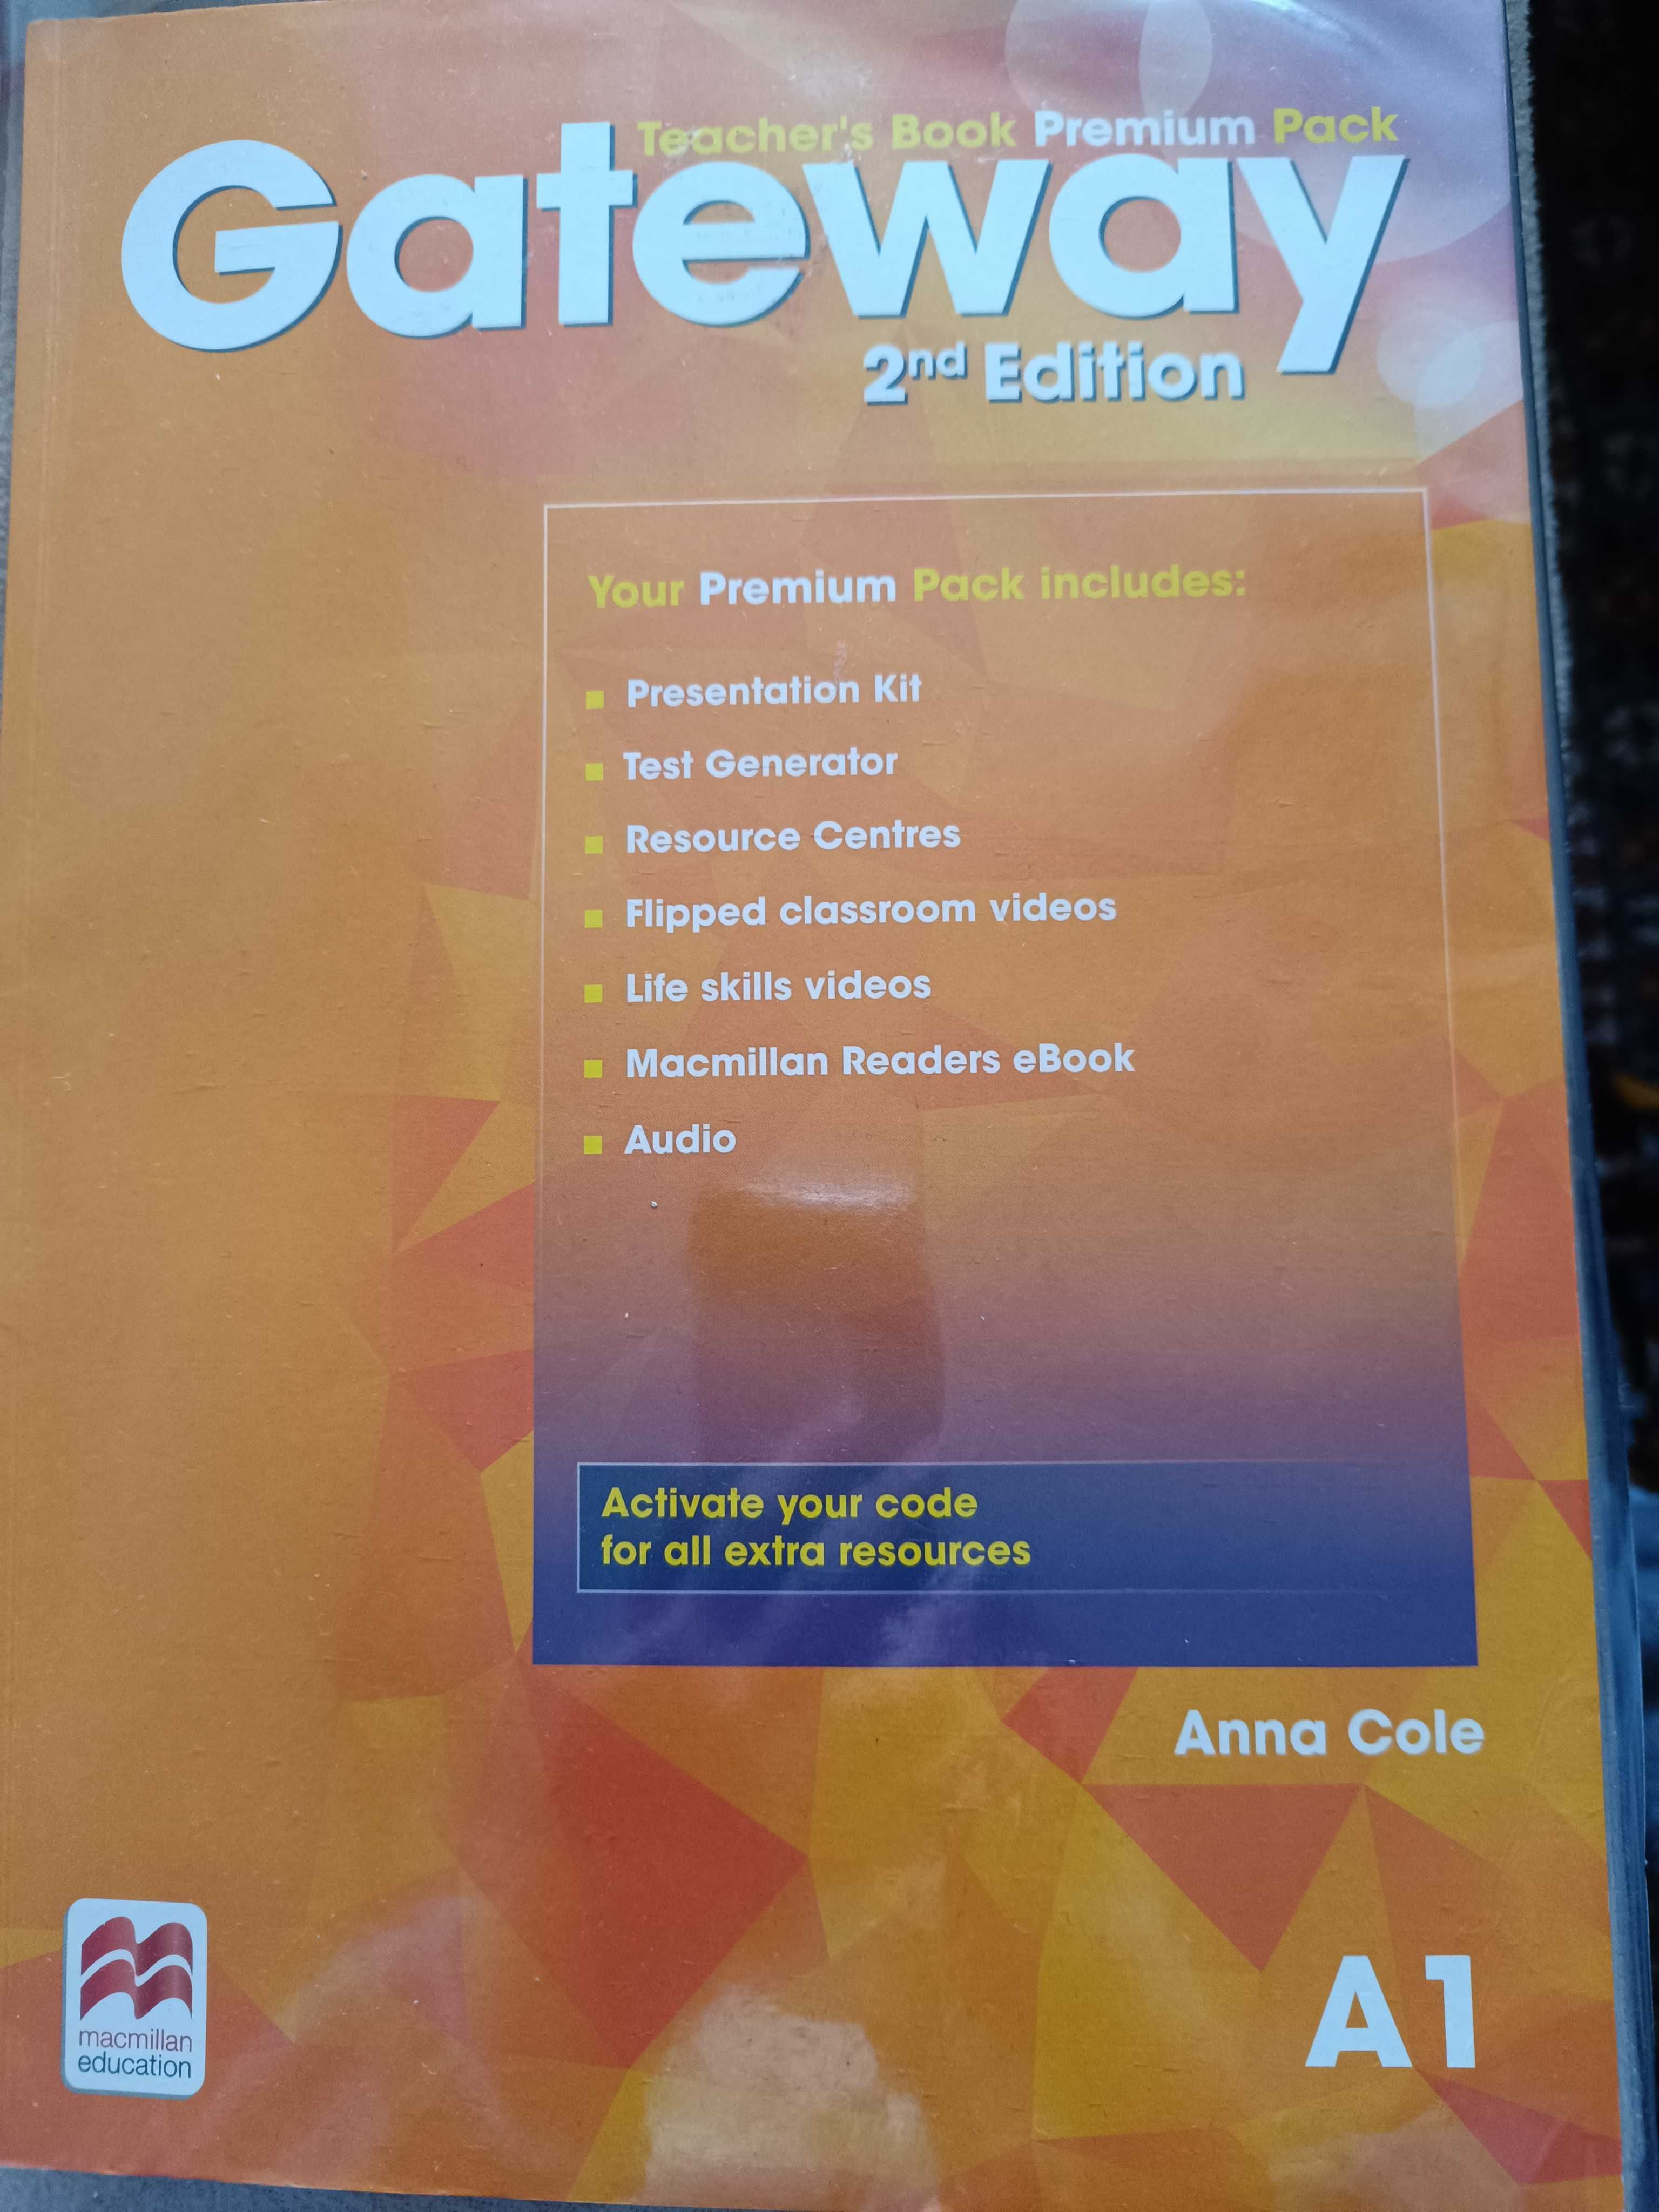 Teacher's Book Premium Pack
Gateway
2nd Edition
Your Premium Pack includes:
Presentation Kit
Test Generator
Resource Centres
Flipped classroom videos
Life skills videos
Macmillan Readers eBook
Audio
Activate your code
for all extra resources
Anna Cole
A1
macmillan
education